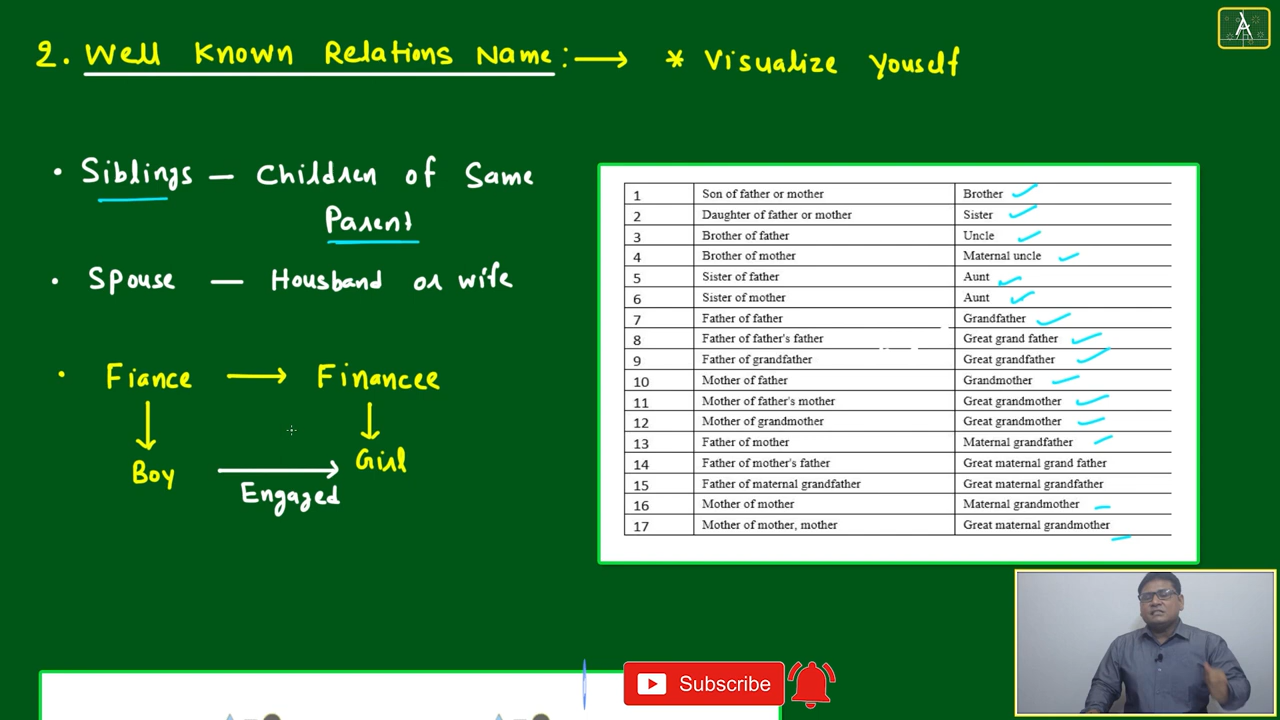 2. Well Known Relations Name:→ * Visualize Youself
• Siblings — Children of Same
Parent
• Spouse — Housband or wife
• Fiance → Financee
Boy Girl
Engaged
1 Son of father or mother Brother ✓
2 Daughter of father or mother Sister ✓
3 Brother of father Uncle ✓
4 Brother of mother Maternal uncle ✓
5 Sister of father Aunt ✓
6 Sister of mother Aunt ✓
7 Father of father Grandfather ✓
8 Father of father's father Great grand father ✓
9 Father of grandfather Great grandfather ✓
10 Mother of father Grandmother ✓
11 Mother of father's mother Great grandmother ✓
12 Mother of grandmother Great grandmother ✓
13 Father of mother Maternal grandfather
14 Father of mother's father Great maternal grand father
15 Father of maternal grandfather Great maternal grandfather
16 Mother of mother Maternal grandmother
17 Mother of mother, mother Great maternal grandmother
Subscribe